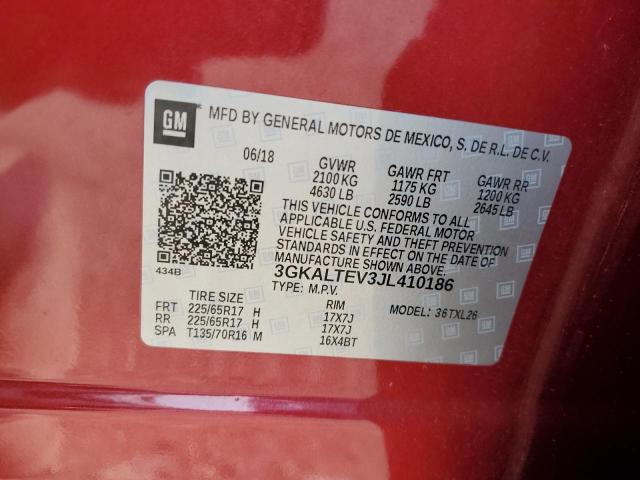 GM
MFD BY GENERAL MOTORS DE MEXICO, S. DE R.L. DE C.V.
06/18 GVWR GAWR FRT GAWR RR
2100 KG 1175 KG 1200 KG
4630 LB 2590 LB 2645 LB
THIS VEHICLE CONFORMS TO ALL
APPLICABLE U.S. FEDERAL MOTOR
VEHICLE SAFETY AND THEFT PREVENTION
STANDARDS IN EFFECT ON THE DATE OF
MANUFACTURE SHOWN ABOVE.
434B
3GKALTEV3JL410186
TYPE: M.P.V.
TIRE SIZE RIM MODEL: 36TXL26
FRT 225/65R17 H 17X7J
RR 225/65R17 H 17X7J
SPA T135/70R16 M 16X4BT